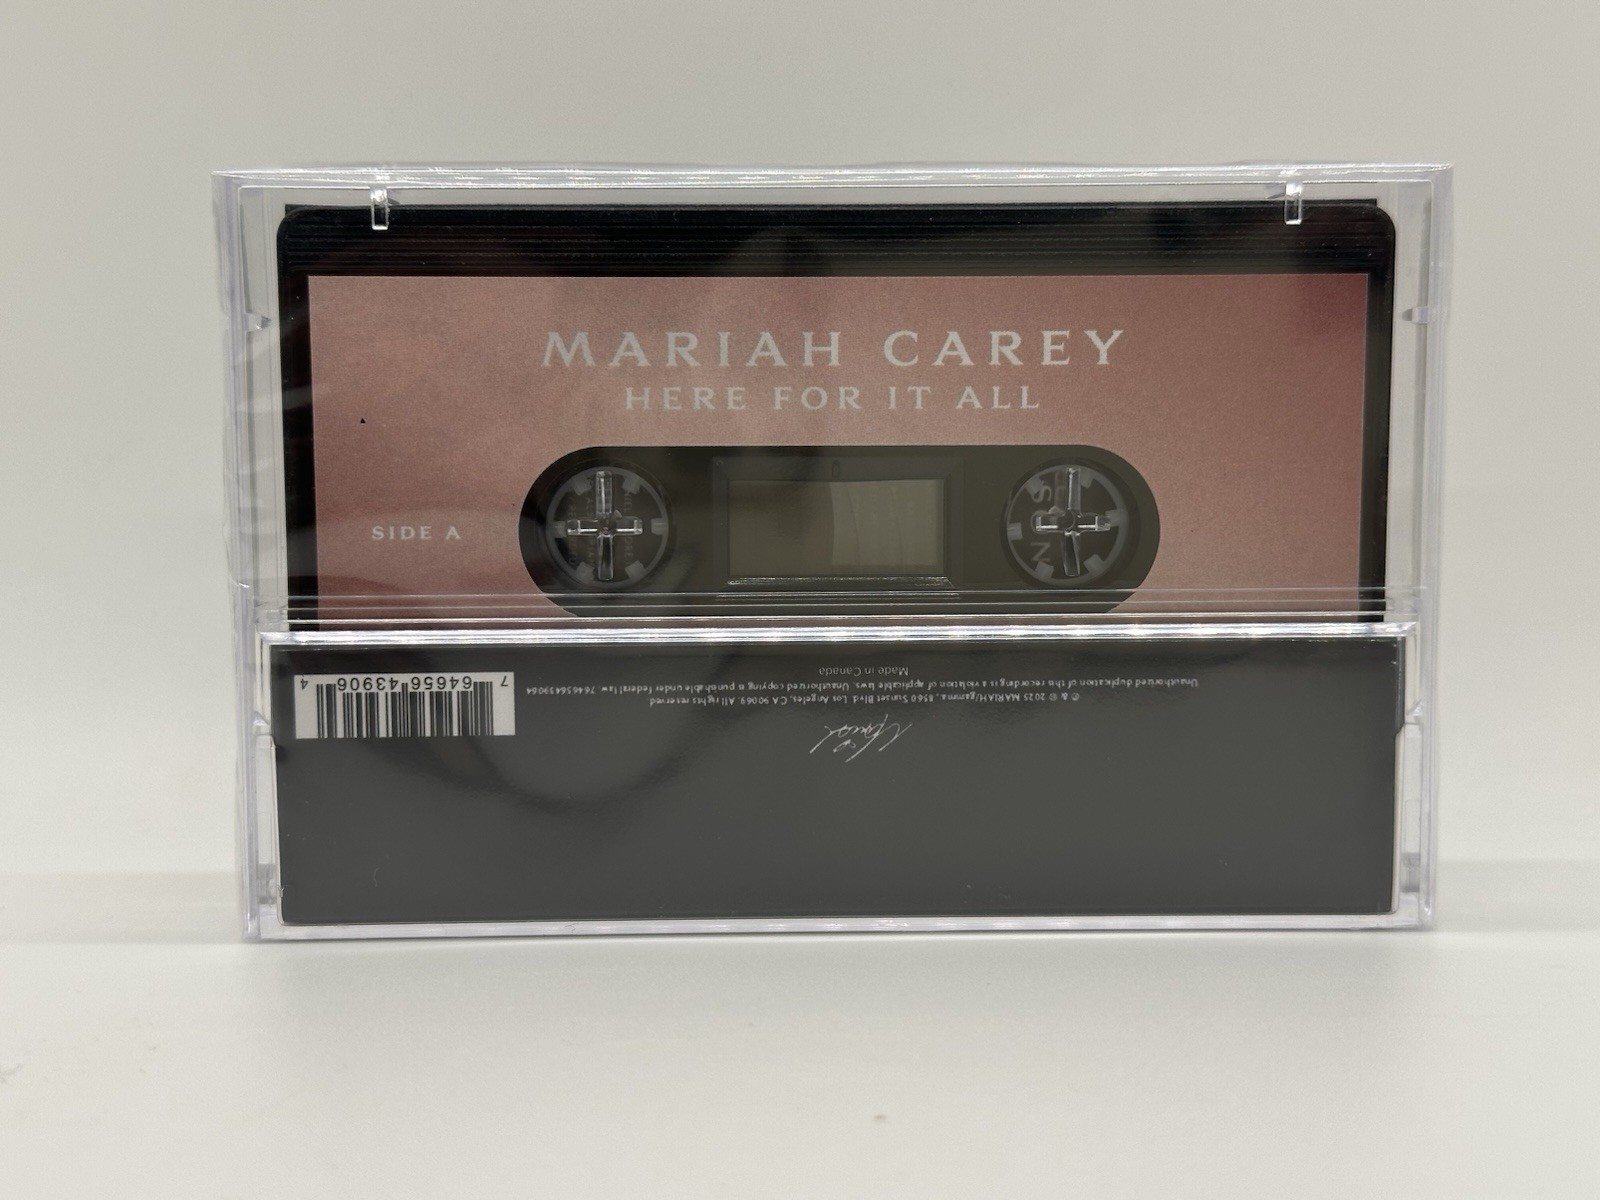 MARIAH CAREY
HERE FOR IT ALL
SIDE A
℗ © 2025 MARIAH/gamma. 8560 Sunset Blvd. Los Angeles, CA 90069. All rights reserved
Unauthorized duplication of this recording is a violation of applicable laws. Unauthorized copying is punishable under federal law. 764656439064
Made in Canada
7 64656 43906 4